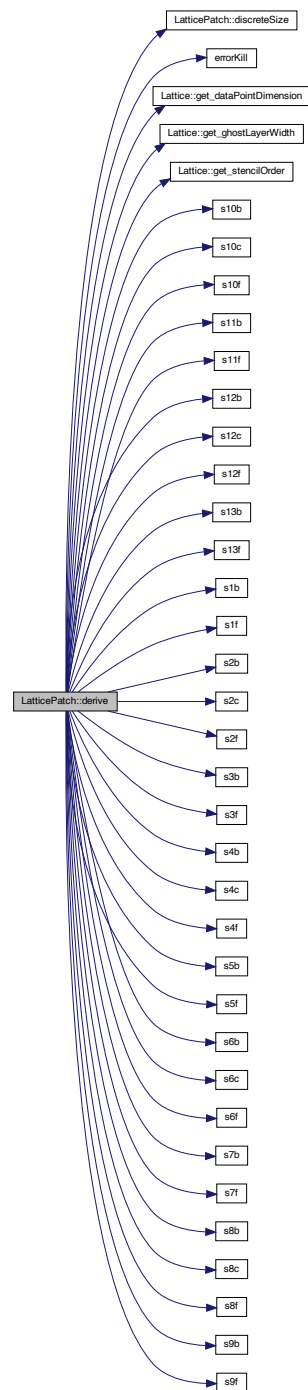 LatticePatch::discreteSize
errorKill
Lattice::get_dataPointDimension
Lattice::get_ghostLayerWidth
Lattice::get_stencilOrder
s10b
s10c
s10f
s11b
s11f
s12b
s12c
s12f
s13b
s13f
s1b
s1f
s2b
LatticePatch::derive
s2c
s2f
s3b
s3f
s4b
s4c
s4f
s5b
s5f
s6b
s6c
s6f
s7b
s7f
s8b
s8c
s8f
s9b
s9f